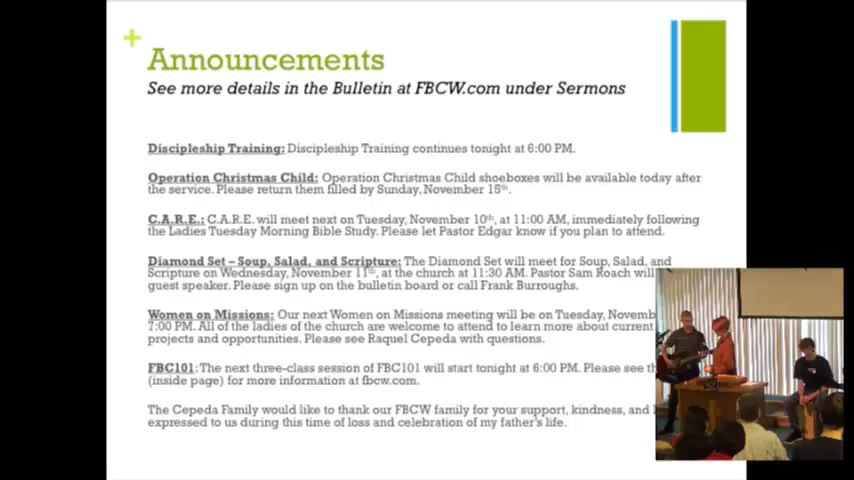 Announcements
See more details in the Bulletin at FBCW.com under Sermons
Discipleship Training: Discipleship Training continues tonight at 6:00 PM.
Operation Christmas Child: Operation Christmas Child shoeboxes will be available today after
the service. Please return them filled by Sunday, November 15th.
C.A.R.E.: C.A.R.E. will meet next on Tuesday, November 10th, at 11:00 AM, immediately following
the Ladies Tuesday Morning Bible Study. Please let Pastor Edgar know if you plan to attend.
Diamond Set – Soup, Salad, and Scripture: The Diamond Set will meet for Soup, Salad, and
Scripture on Wednesday, November 11th, at the church at 11:30 AM. Pastor Sam Roach will
guest speaker. Please sign up on the bulletin board or call Frank Burroughs.
Women on Missions: Our next Women on Missions meeting will be on Tuesday,
7:00 PM. All of the ladies of the church are welcome to attend to learn more about current
projects and opportunities. Please see Raquel Cepeda with questions.
FBC101: The next three-class session of FBC101 will start tonight at 6:00 PM. Please see
(inside page) for more information at fbcw.com.
The Cepeda Family would like to thank our FBCW family for your support, kindness, and
expressed to us during this time of loss and celebration of my father's life.